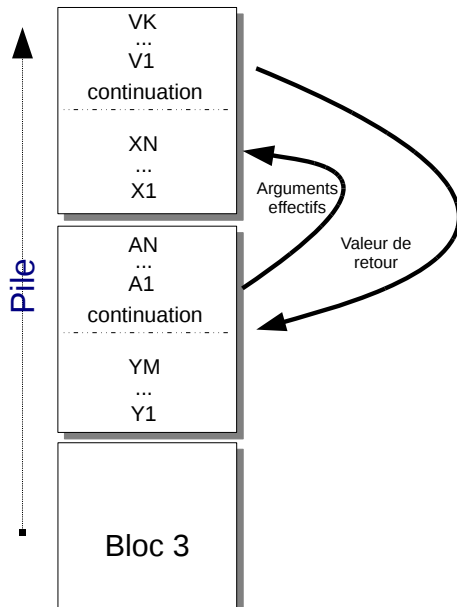 VK
...
V1
continuation
XN
...
X1
Arguments
effectifs
Valeur de
retour
AN
...
A1
continuation
YM
...
Y1
Pile
Bloc 3